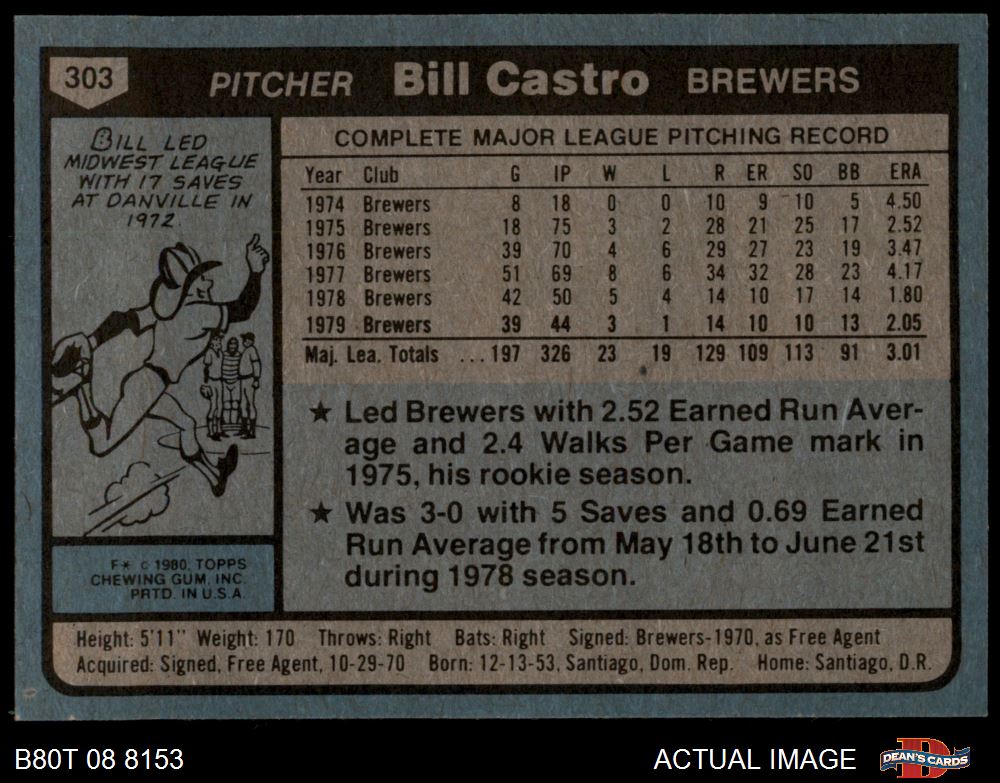 303 PITCHER Bill Castro BREWERS
BILL LED
MIDWEST LEAGUE
WITH 17 SAVES
AT DANVILLE IN
1972.
COMPLETE MAJOR LEAGUE PITCHING RECORD
Year Club G IP W L R ER SO BB ERA
1974 Brewers 8 18 0 0 10 9 10 5 4.50
1975 Brewers 18 75 3 2 28 21 25 17 2.52
1976 Brewers 39 70 4 6 29 27 23 19 3.47
1977 Brewers 51 69 8 6 34 32 28 23 4.17
1978 Brewers 42 50 5 4 14 10 17 14 1.80
1979 Brewers 39 44 3 1 14 10 10 13 2.05
Maj. Lea. Totals ... 197 326 23 19 129 109 113 91 3.01
★ Led Brewers with 2.52 Earned Run Aver-
age and 2.4 Walks Per Game mark in
1975, his rookie season.
★ Was 3-0 with 5 Saves and 0.69 Earned
Run Average from May 18th to June 21st
during 1978 season.
F* © 1980, TOPPS
CHEWING GUM, INC.
PRTD. IN U.S.A.
Height: 5'11" Weight: 170 Throws: Right Bats: Right Signed: Brewers-1970, as Free Agent
Acquired: Signed, Free Agent, 10-29-70 Born: 12-13-53, Santiago, Dom. Rep. Home: Santiago, D.R.
B80T 08 8153
ACTUAL IMAGE
DEAN'S CARDS